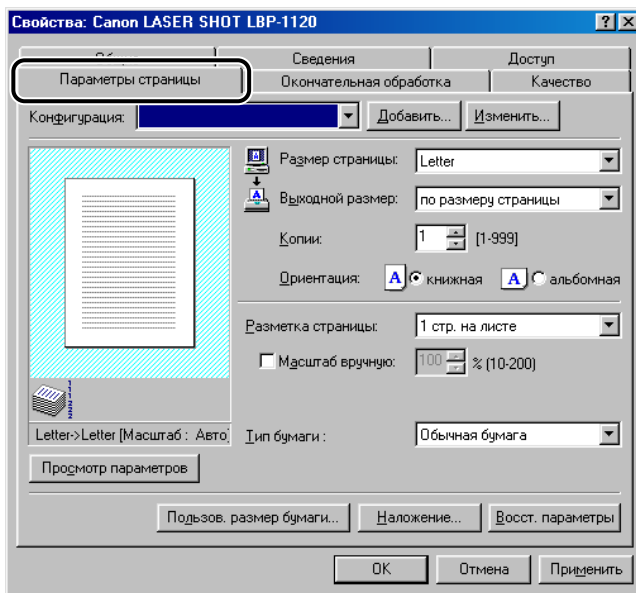 Свойства: Canon LASER SHOT LBP-1120
Сведения Доступ
Параметры страницы Окончательная обработка Качество
Конфигурация: Добавить... Изменить...
Размер страницы: Letter
Выходной размер: по размеру страницы
Копии: 1 [1-999]
Ориентация: A книжная A альбомная
Разметка страницы: 1 стр. на листе
Масштаб вручную: 100 % (10-200)
Letter->Letter [Масштаб : Авто]
Тип бумаги : Обычная бумага
Просмотр параметров
Пользов. размер бумаги... Наложение... Восст. параметры
OK Отмена Применить